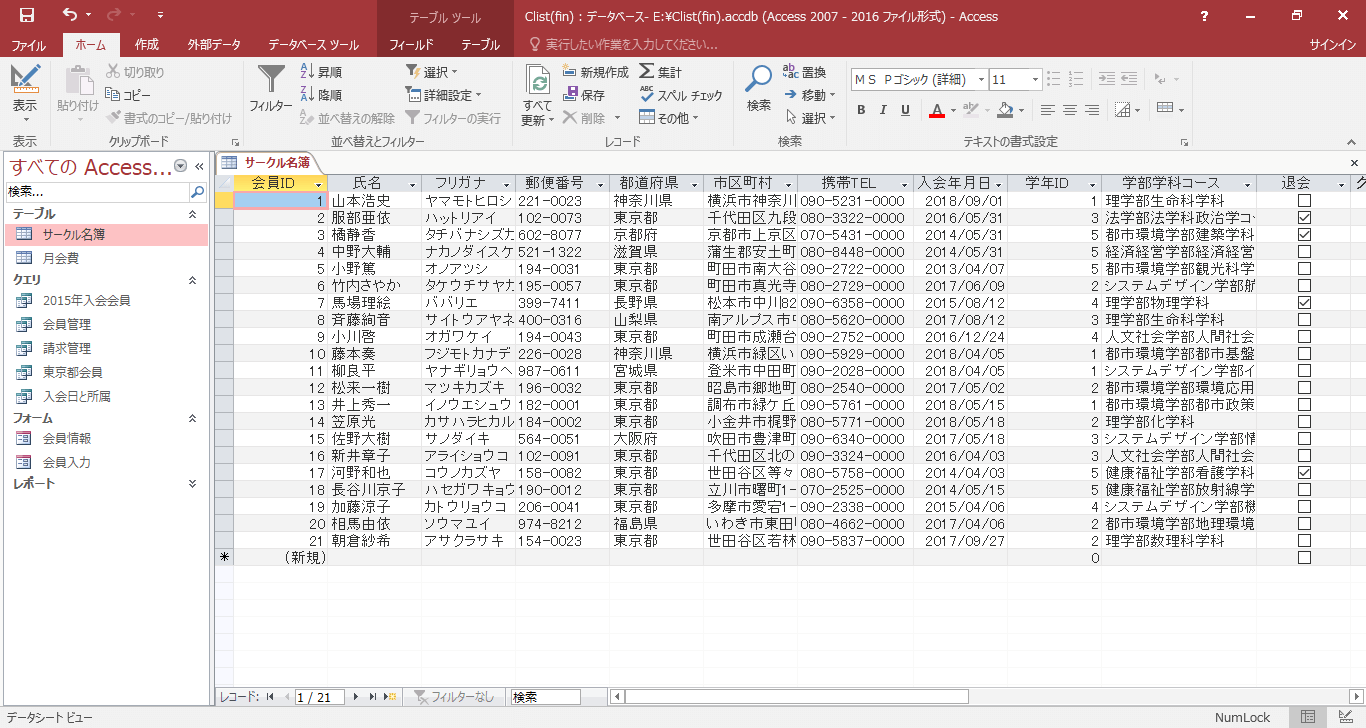 Clist(fin) : データベース- E:¥Clist(fin).accdb (Access 2007 - 2016 ファイル形式) - Access
テーブル ツール
?
ファイル ホーム 作成 外部データ データベース ツール フィールド テーブル 実行したい作業を入力してください... サインイン
表示 貼り付け 切り取り コピー 書式のコピー/貼り付け
フィルター 昇順 降順 並べ替えの解除 選択 詳細設定 フィルターの実行
すべて更新 新規作成 保存 削除 集計 スペル チェック その他
検索 置換 移動 選択
MS Pゴシック (詳細) 11
B I U A
表示 クリップボード 並べ替えとフィルター レコード 検索 テキストの書式設定
すべての Access...
検索...
テーブル
サークル名簿
月会費
クエリ
2015年入会会員
会員管理
請求管理
東京都会員
入会日と所属
フォーム
会員情報
会員入力
レポート
サークル名簿
会員ID 氏名 フリガナ 郵便番号 都道府県 市区町村 携帯TEL 入会年月日 学年ID 学部学科コース 退会
1 山本浩史 ヤマモトヒロシ 221-0023 神奈川県 横浜市神奈川 090-5231-0000 2018/09/01 1 理学部生命科学科
2 服部亜依 ハットリアイ 102-0073 東京都 千代田区九段 080-3322-0000 2016/05/31 3 法学部法学科政治学コ
3 橘静香 タチバナシズカ 602-8077 京都府 京都市上京区 070-5431-0000 2014/05/31 5 都市環境学部建築学科
4 中野大輔 ナカノダイスケ 521-1322 滋賀県 蒲生郡安土町 080-8448-0000 2014/05/31 5 経済経営学部経済経営
5 小野篤 オノアツシ 194-0031 東京都 町田市南大谷 090-2722-0000 2013/04/07 5 都市環境学部観光科学
6 竹内さやか タケウチサヤカ 195-0057 東京都 町田市真光寺 080-2729-0000 2017/06/09 2 システムデザイン学部航
7 馬場理絵 ババリエ 399-7411 長野県 松本市中川82 090-6358-0000 2015/08/12 4 理学部物理学科
8 斉藤絢音 サイトウアヤネ 400-0316 山梨県 南アルプス市 080-5620-0000 2017/08/12 3 理学部生命科学科
9 小川啓 オガワケイ 194-0043 東京都 町田市成瀬台 090-2752-0000 2016/12/24 4 人文社会学部人間社会
10 藤本奏 フジモトカナデ 226-0028 神奈川県 横浜市緑区い 090-5929-0000 2018/04/05 1 都市環境学部都市基盤
11 柳良平 ヤナギリョウヘ 987-0611 宮城県 登米市中田町 090-2028-0000 2018/04/05 1 システムデザイン学部イ
12 松来一樹 マツキカズキ 196-0032 東京都 昭島市郷地町 080-2540-0000 2017/05/02 2 都市環境学部環境応用
13 井上秀一 イノウエシュウ 182-0001 東京都 調布市緑ケ丘 090-5761-0000 2018/05/15 1 都市環境学部都市政策
14 笠原光 カサハラヒカル 184-0002 東京都 小金井市梶野 080-5771-0000 2018/05/18 2 理学部化学科
15 佐野大樹 サノダイキ 564-0051 大阪府 吹田市豊津町 090-6340-0000 2017/05/18 3 システムデザイン学部情
16 新井章子 アライショウコ 102-0091 東京都 千代田区北の 090-3324-0000 2016/04/03 3 人文社会学部人間社会
17 河野和也 コウノカズヤ 158-0082 東京都 世田谷区等々 080-5758-0000 2014/04/03 5 健康福祉学部看護学科
18 長谷川京子 ハセガワキョウ 190-0012 東京都 立川市曙町1- 070-2525-0000 2014/05/15 5 健康福祉学部放射線学
19 加藤涼子 カトウリョウコ 206-0041 東京都 多摩市愛宕1- 090-2338-0000 2015/04/06 4 システムデザイン学部機
20 相馬由依 ソウマユイ 974-8212 福島県 いわき市東田 080-4662-0000 2017/04/06 2 都市環境学部地理環境
21 朝倉紗希 アサクラサキ 154-0023 東京都 世田谷区若林 090-5837-0000 2017/09/27 2 理学部数理科学科
* (新規) 0
レコード: 1 / 21 フィルターなし 検索
データシート ビュー NumLock